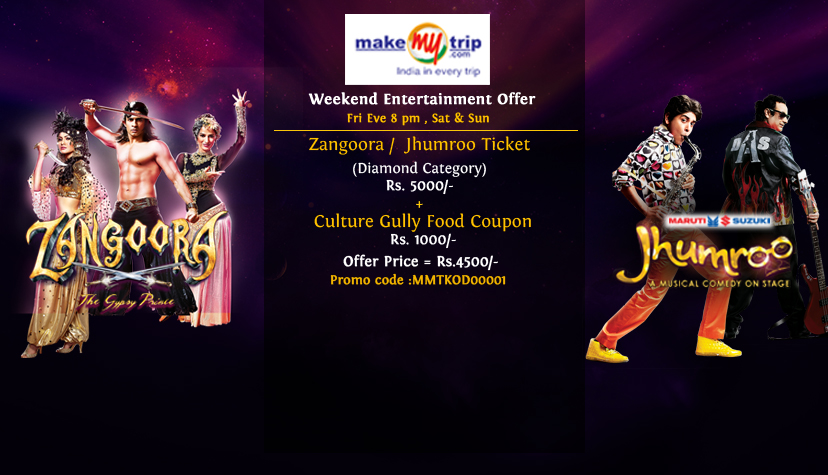 make my trip
.com
India in every trip
Weekend Entertainment Offer
Fri Eve 8 pm , Sat & Sun
Zangoora / Jhumroo Ticket
(Diamond Category)
Rs. 5000/-
+
Culture Gully Food Coupon
Rs. 1000/-
Offer Price = Rs.4500/-
Promo code :MMTKOD00001
ZANGOORA
The Gypsy Prince
MARUTI SUZUKI
Jhumroo
A MUSICAL COMEDY ON STAGE